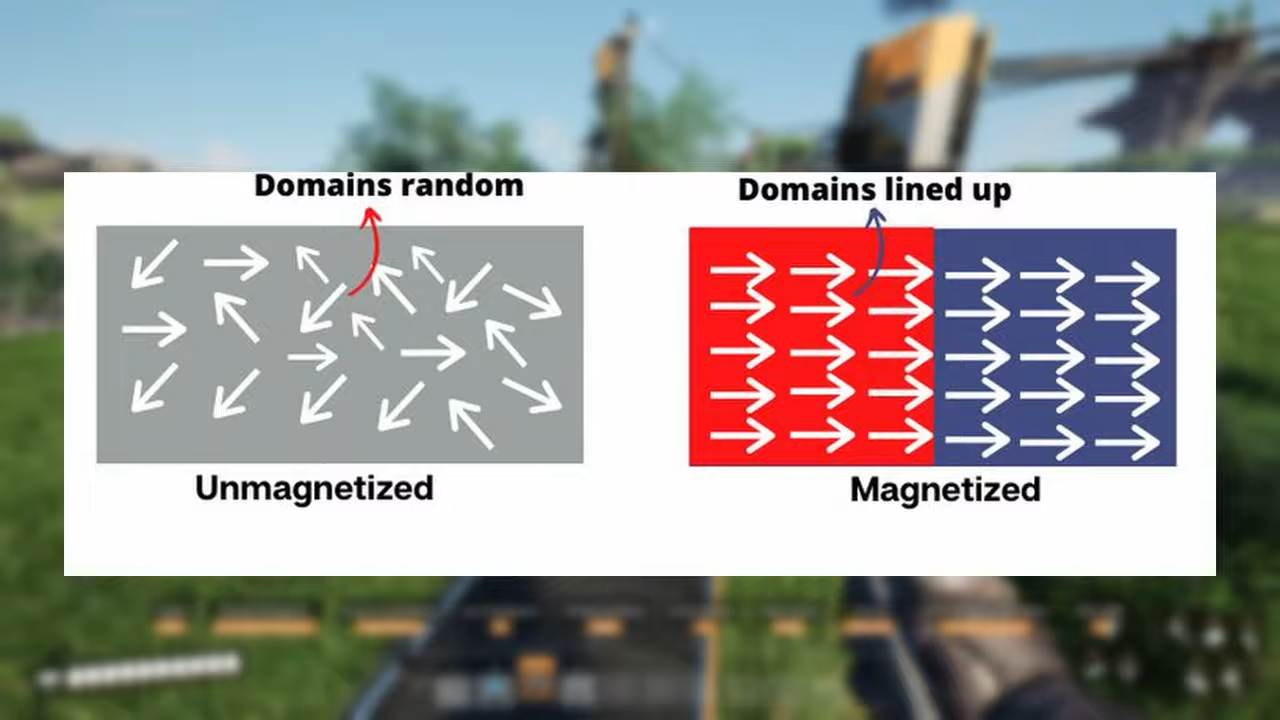 Domains random
Domains lined up
Unmagnetized
Magnetized